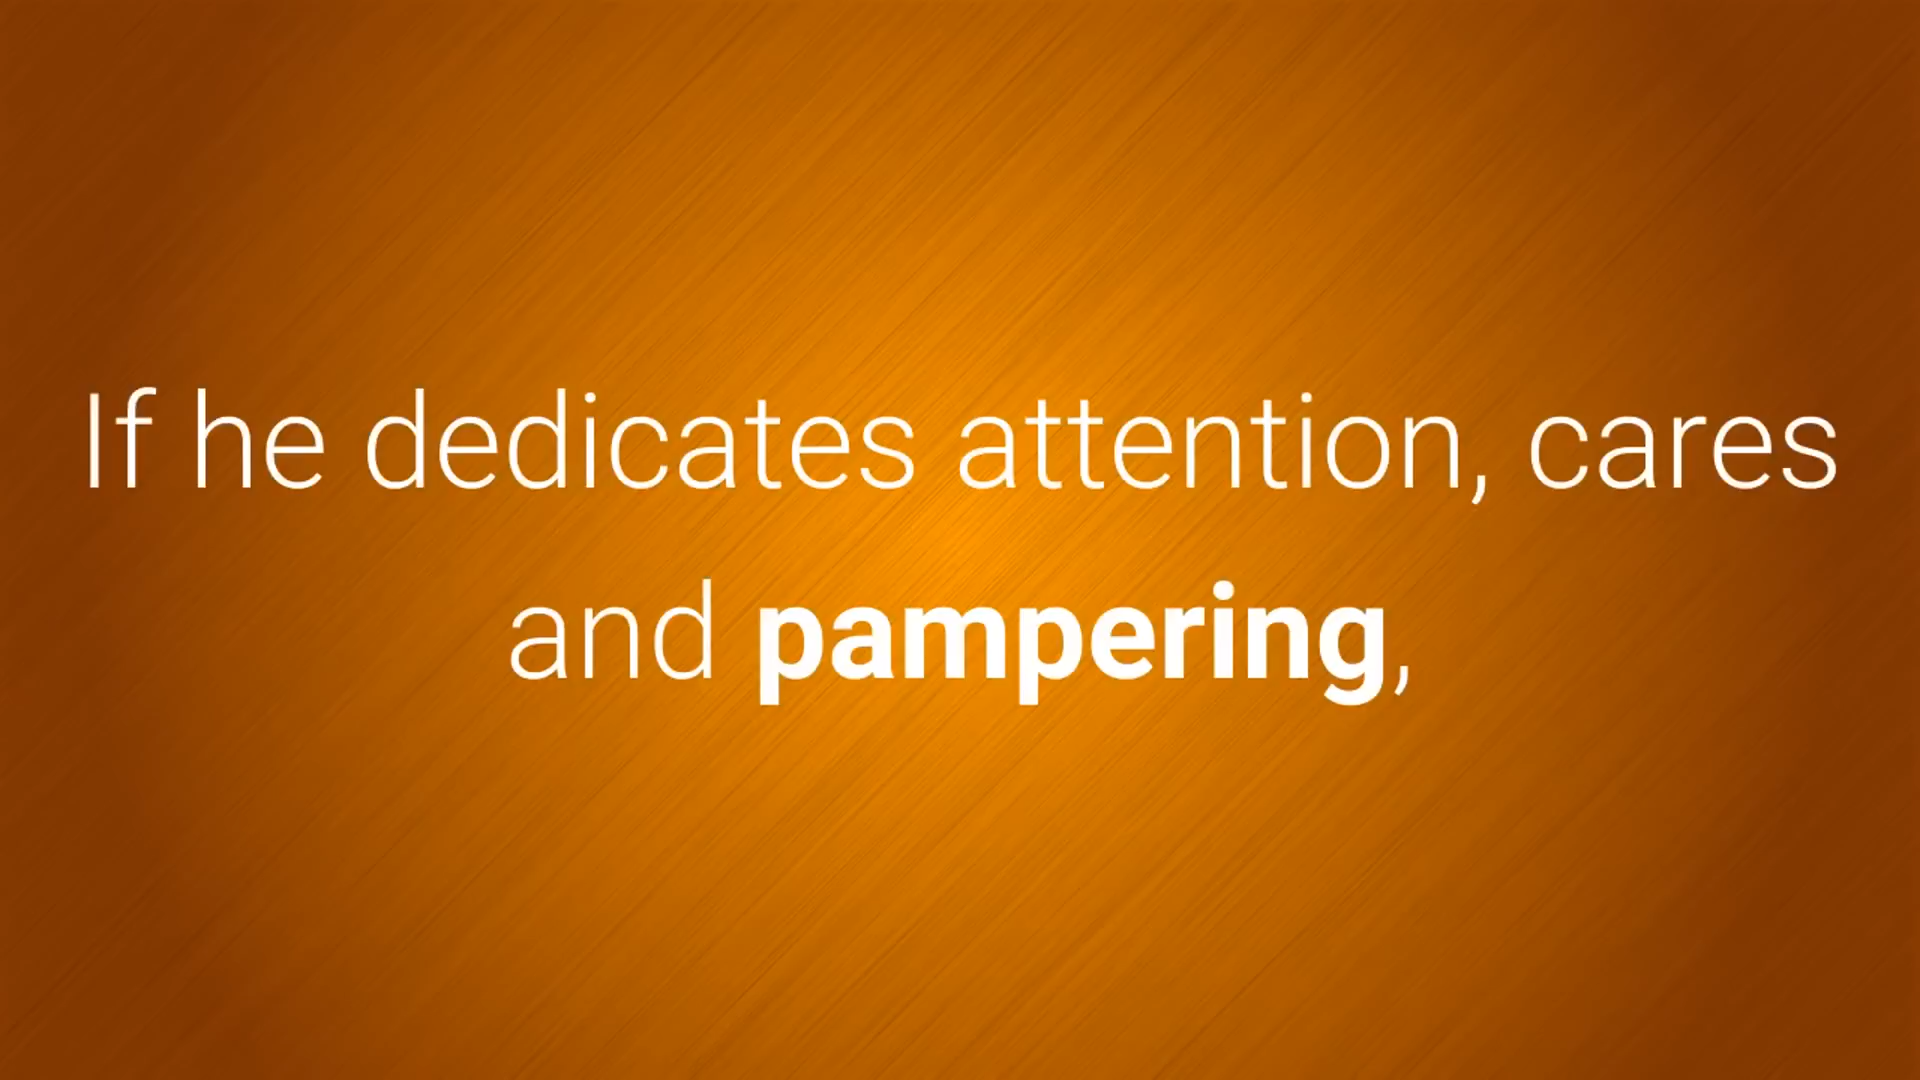 If he dedicates attention, cares
and pampering,